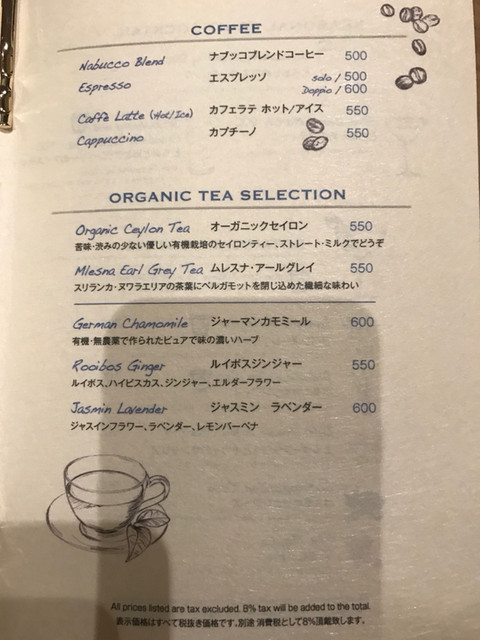 COFFEE
Nabucco Blend ナブッコブレンドコーヒー 500
Espresso エスプレッソ solo / 500
Doppio / 600
Caffè Latte (Hot/Ice) カフェラテ ホット/アイス 550
Cappuccino カプチーノ 550
ORGANIC TEA SELECTION
Organic Ceylon Tea オーガニックセイロン 550
苦味・渋みの少ない優しい有機栽培のセイロンティー、ストレート・ミルクでどうぞ
Mlesna Earl Grey Tea ムレスナ・アールグレイ 550
スリランカ・ヌワラエリアの茶葉にベルガモットを閉じ込めた繊細な味わい
German Chamomile ジャーマンカモミール 600
有機・無農薬で作られたピュアで味の濃いハーブ
Rooibos Ginger ルイボスジンジャー 550
ルイボス、ハイビスカス、ジンジャー、エルダーフラワー
Jasmin Lavender ジャスミン ラベンダー 600
ジャスインフラワー、ラベンダー、レモンバーベナ
All prices listed are tax excluded. 8% tax will be added to the total.
表示価格はすべて税抜き価格です。別途 消費税として8%頂戴致します。